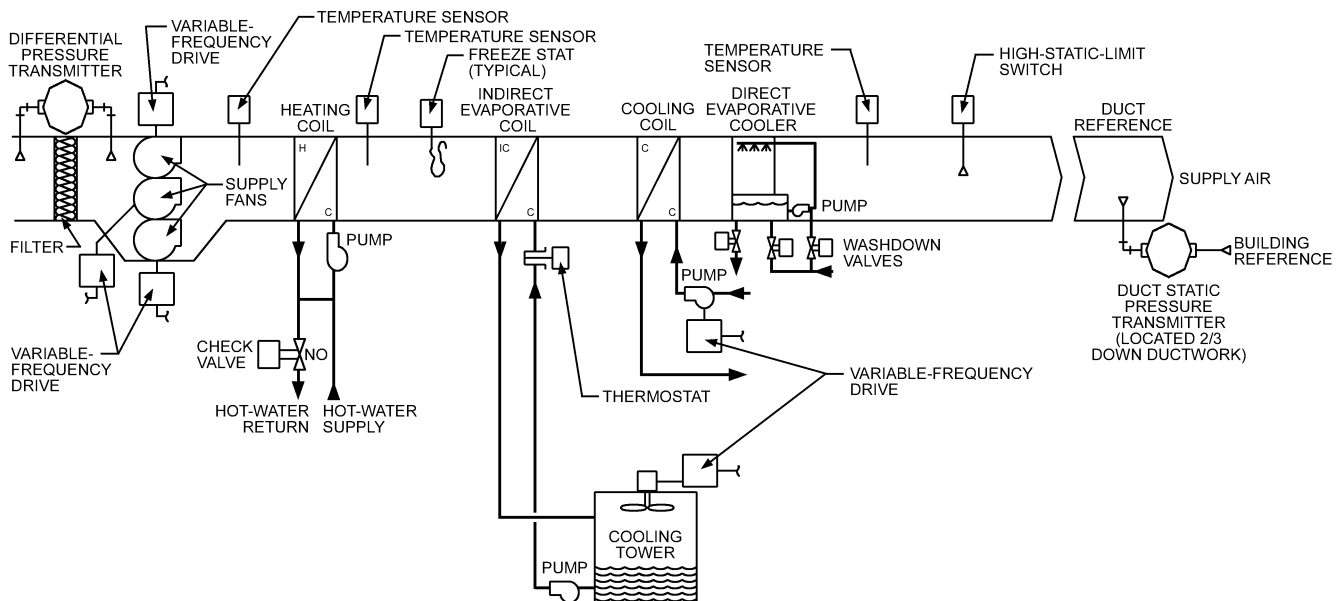 DIFFERENTIAL
PRESSURE
TRANSMITTER
VARIABLE-
FREQUENCY
DRIVE
TEMPERATURE SENSOR
TEMPERATURE SENSOR
FREEZE STAT
(TYPICAL)
HEATING
COIL
INDIRECT
EVAPORATIVE
COIL
COOLING
COIL
TEMPERATURE
SENSOR
DIRECT
EVAPORATIVE
COOLER
HIGH-STATIC-LIMIT
SWITCH
DUCT
REFERENCE
H
C
IC
C
C
C
SUPPLY
FANS
FILTER
PUMP
PUMP
WASHDOWN
VALVES
SUPPLY AIR
BUILDING
REFERENCE
DUCT STATIC
PRESSURE
TRANSMITTER
(LOCATED 2/3
DOWN DUCTWORK)
PUMP
VARIABLE-
FREQUENCY
DRIVE
CHECK
VALVE
NO
HOT-WATER
RETURN
HOT-WATER
SUPPLY
THERMOSTAT
VARIABLE-FREQUENCY
DRIVE
COOLING
TOWER
PUMP